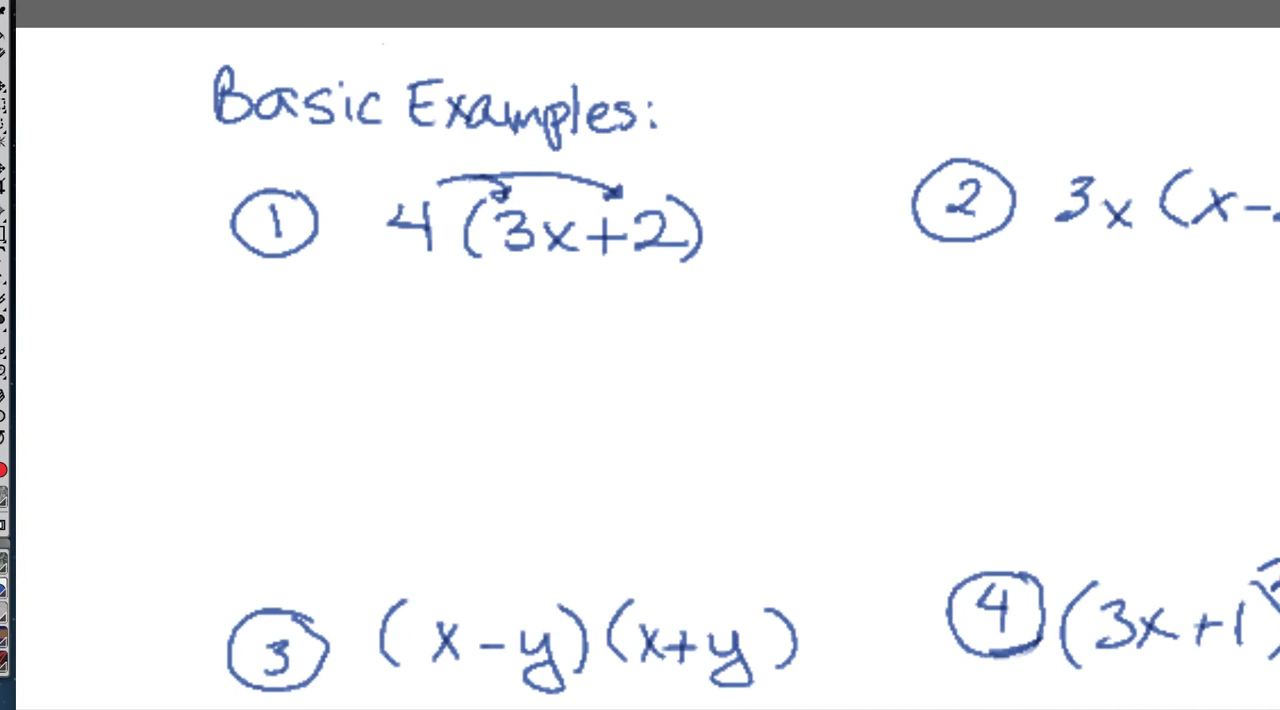 Basic Examples:
① 4(3x+2)
② 3x(x-
③ (x-y)(x+y)
④ (3x+1)